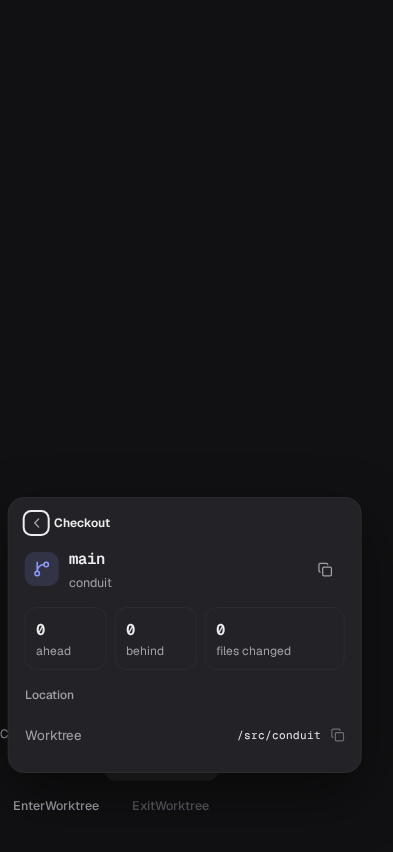 Checkout
main
conduit
0
ahead
0
behind
0
files changed
Location
Worktree /src/conduit
C
EnterWorktree ExitWorktree